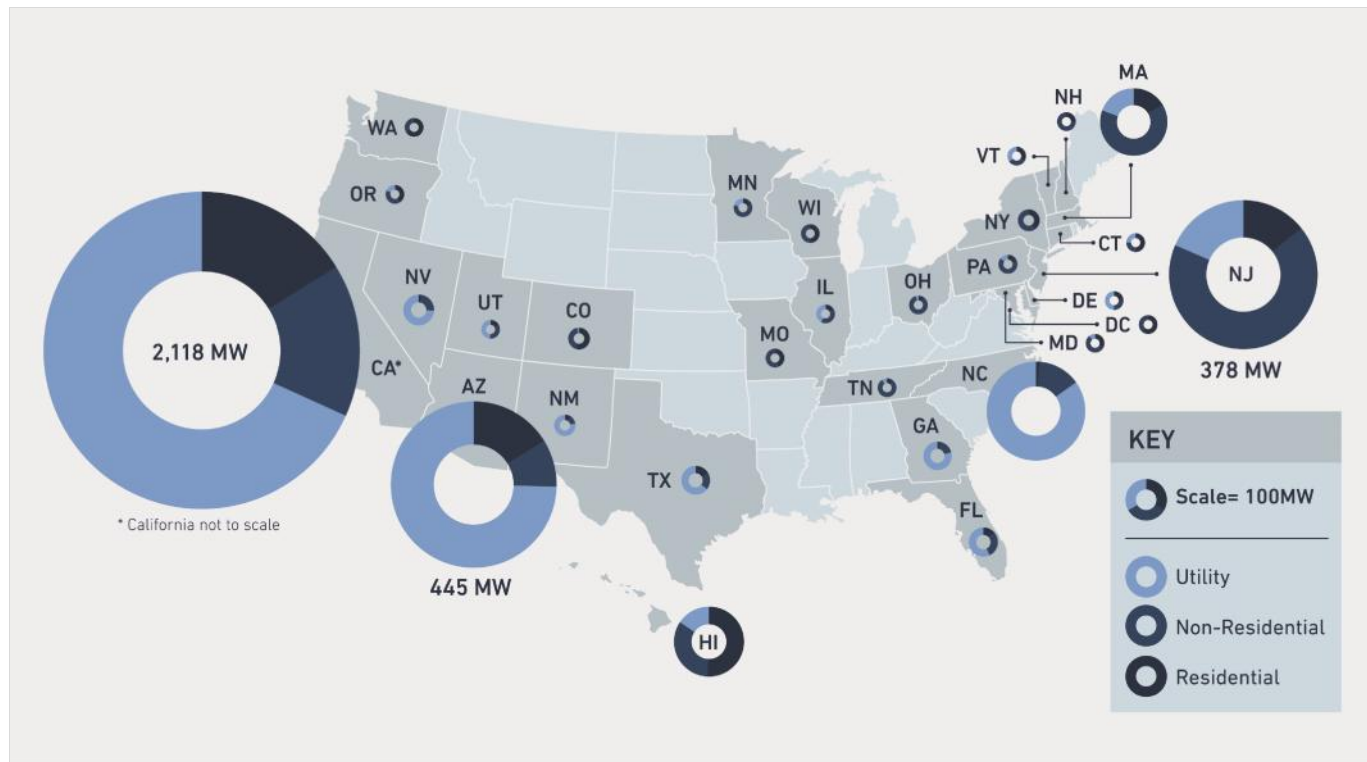 MA
NH
WA
VT
MN
OR
WI
NY
CT
NV
PA
NJ
UT
IL
OH
CO
DE
DC
2,118 MW
MO
MD
CA*
NC
378 MW
AZ
TN
NM
GA
KEY
TX
Scale= 100MW
FL
* California not to scale
Utility
445 MW
Non-Residential
HI
Residential